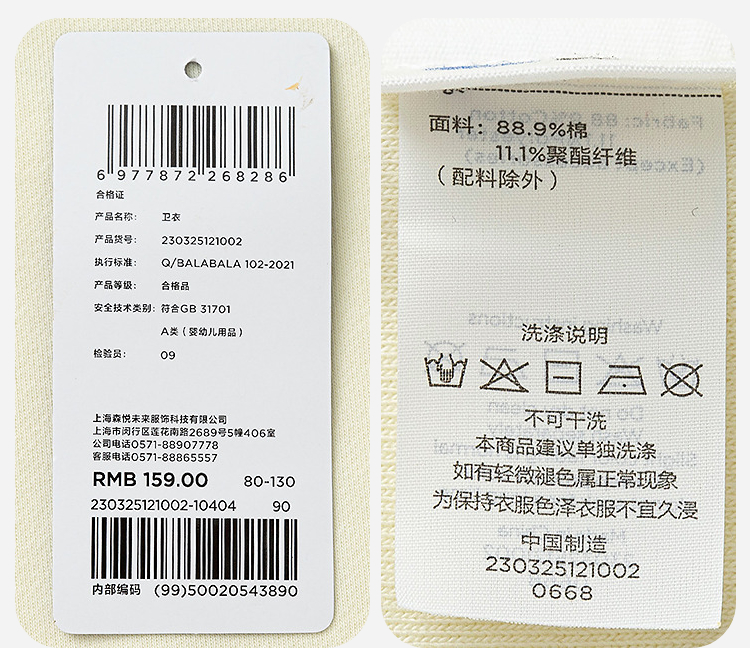 6 977872 268286
合格证
产品名称: 卫衣
产品货号: 230325121002
执行标准: Q/BALABALA 102-2021
产品等级: 合格品
安全技术类别: 符合GB 31701
A类（婴幼儿用品）
检验员: 09
上海森悦未来服饰科技有限公司
上海市闵行区莲花南路2689号5幢406室
公司电话0571-88907778
客服电话0571-88865557
RMB 159.00 80-130
230325121002-10404 90
内部编码 (99)50020543890
面料: 88.9%棉
11.1%聚酯纤维
（配料除外）
洗涤说明
不可干洗
本商品建议单独洗涤
如有轻微褪色属正常现象
为保持衣服色泽衣服不宜久浸
中国制造
230325121002
0668